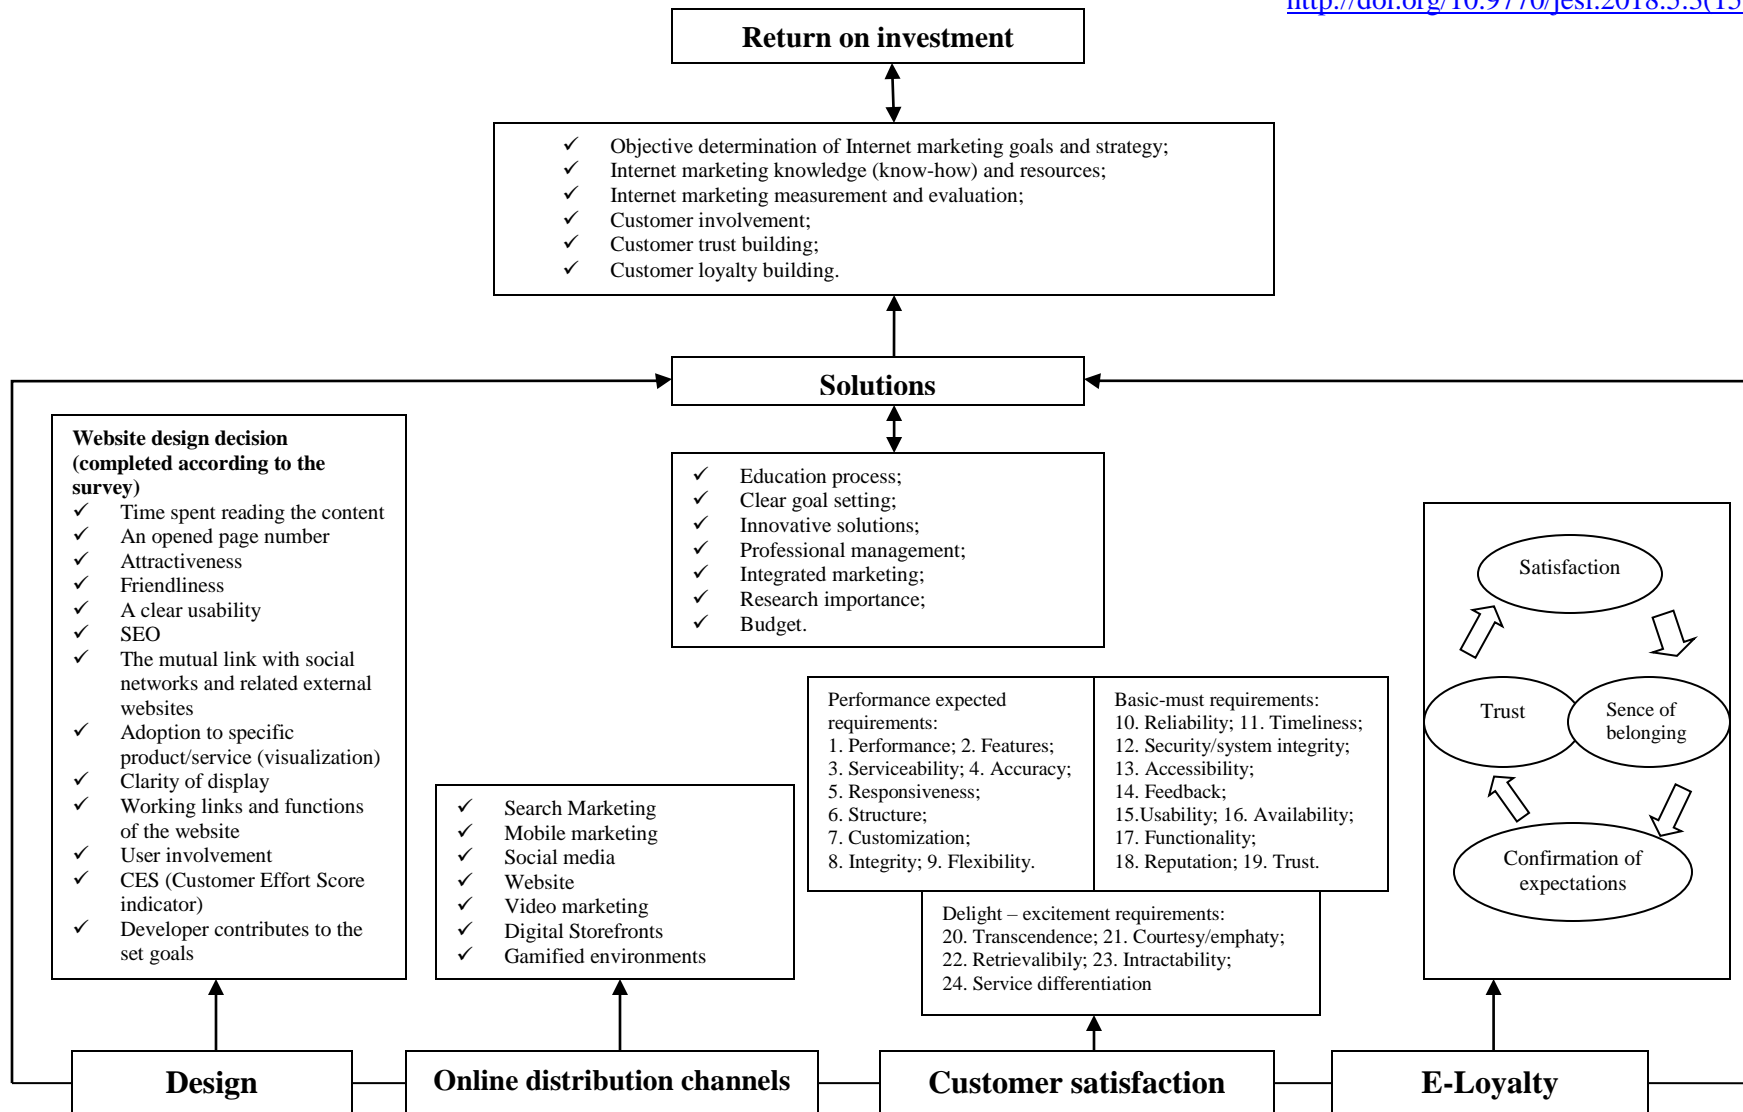 http://doi.org/10.9770/jesi.2018.5.3(15
Return on investment
✓ Objective determination of Internet marketing goals and strategy;
✓ Internet marketing knowledge (know-how) and resources;
✓ Internet marketing measurement and evaluation;
✓ Customer involvement;
✓ Customer trust building;
✓ Customer loyalty building.
Solutions
✓ Education process;
✓ Clear goal setting;
✓ Innovative solutions;
✓ Professional management;
✓ Integrated marketing;
✓ Research importance;
✓ Budget.
Website design decision
(completed according to the
survey)
✓ Time spent reading the content
✓ An opened page number
✓ Attractiveness
✓ Friendliness
✓ A clear usability
✓ SEO
✓ The mutual link with social
networks and related external
websites
✓ Adoption to specific
product/service (visualization)
✓ Clarity of display
✓ Working links and functions
of the website
✓ User involvement
✓ CES (Customer Effort Score
indicator)
✓ Developer contributes to the
set goals
✓ Search Marketing
✓ Mobile marketing
✓ Social media
✓ Website
✓ Video marketing
✓ Digital Storefronts
✓ Gamified environments
Performance expected
requirements:
1. Performance; 2. Features;
3. Serviceability; 4. Accuracy;
5. Responsiveness;
6. Structure;
7. Customization;
8. Integrity; 9. Flexibility.
Basic-must requirements:
10. Reliability; 11. Timeliness;
12. Security/system integrity;
13. Accessibility;
14. Feedback;
15.Usability; 16. Availability;
17. Functionality;
18. Reputation; 19. Trust.
Delight – excitement requirements:
20. Transcendence; 21. Courtesy/emphaty;
22. Retrievalibily; 23. Intractability;
24. Service differentiation
Satisfaction
Trust
Sence of
belonging
Confirmation of
expectations
Design
Online distribution channels
Customer satisfaction
E-Loyalty